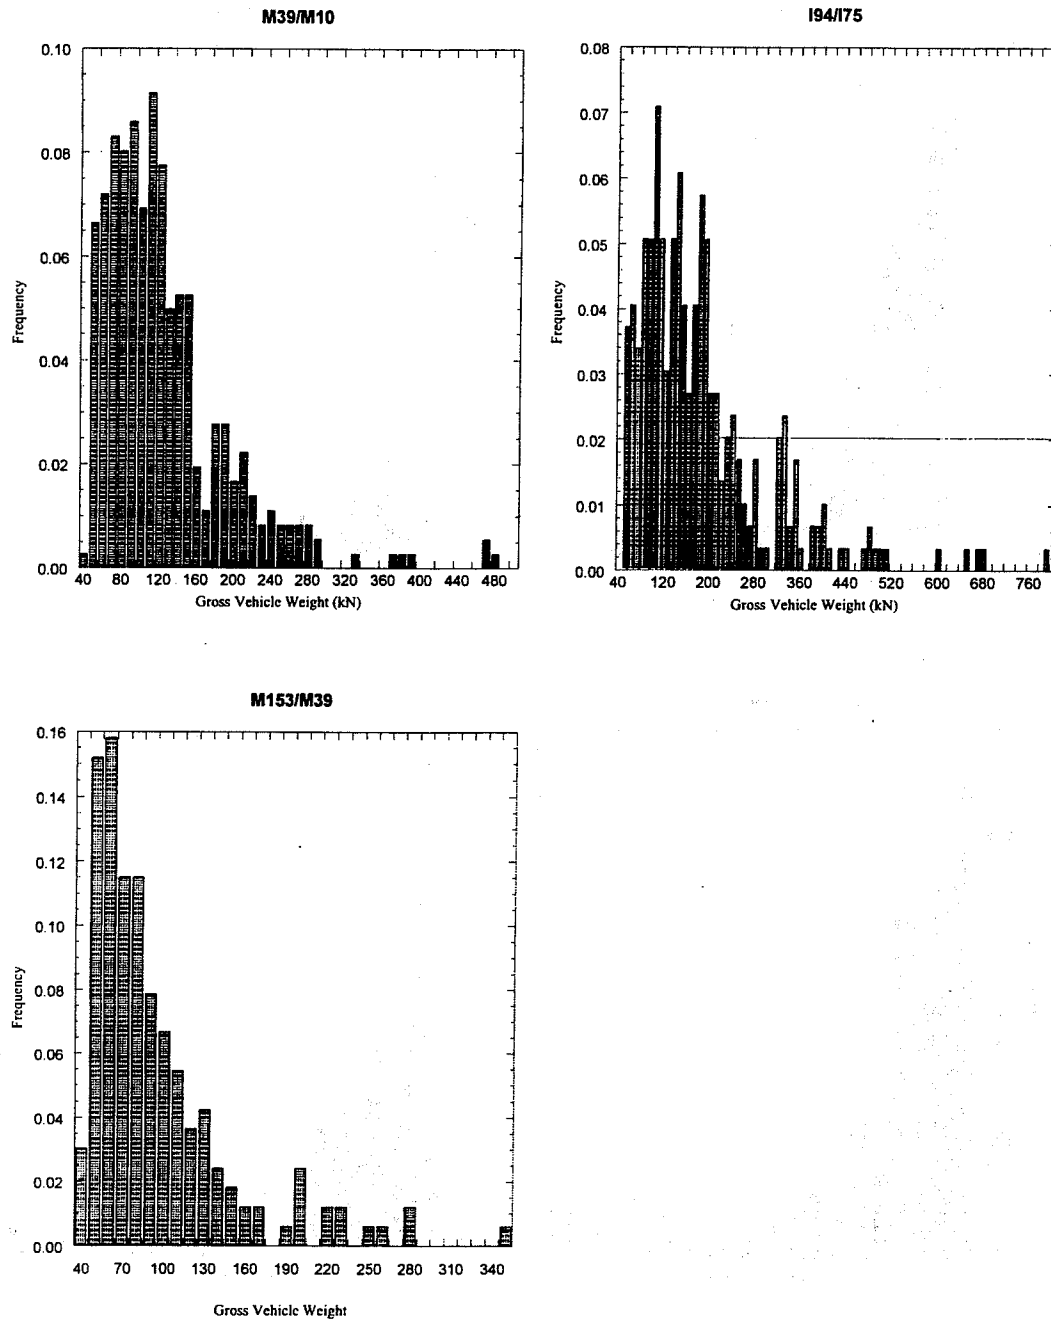 M39/M10
0.10
0.08
0.06
0.04
0.02
0.00
Frequency
40 80 120 160 200 240 280 320 360 400 440 480
Gross Vehicle Weight (kN)
I94/I75
0.08
0.07
0.06
0.05
0.04
0.03
0.02
0.01
0.00
Frequency
40 120 200 280 360 440 520 600 680 760
Gross Vehicle Weight (kN)
M153/M39
0.16
0.14
0.12
0.10
0.08
0.06
0.04
0.02
0.00
Frequency
40 70 100 130 160 190 220 250 280 310 340
Gross Vehicle Weight